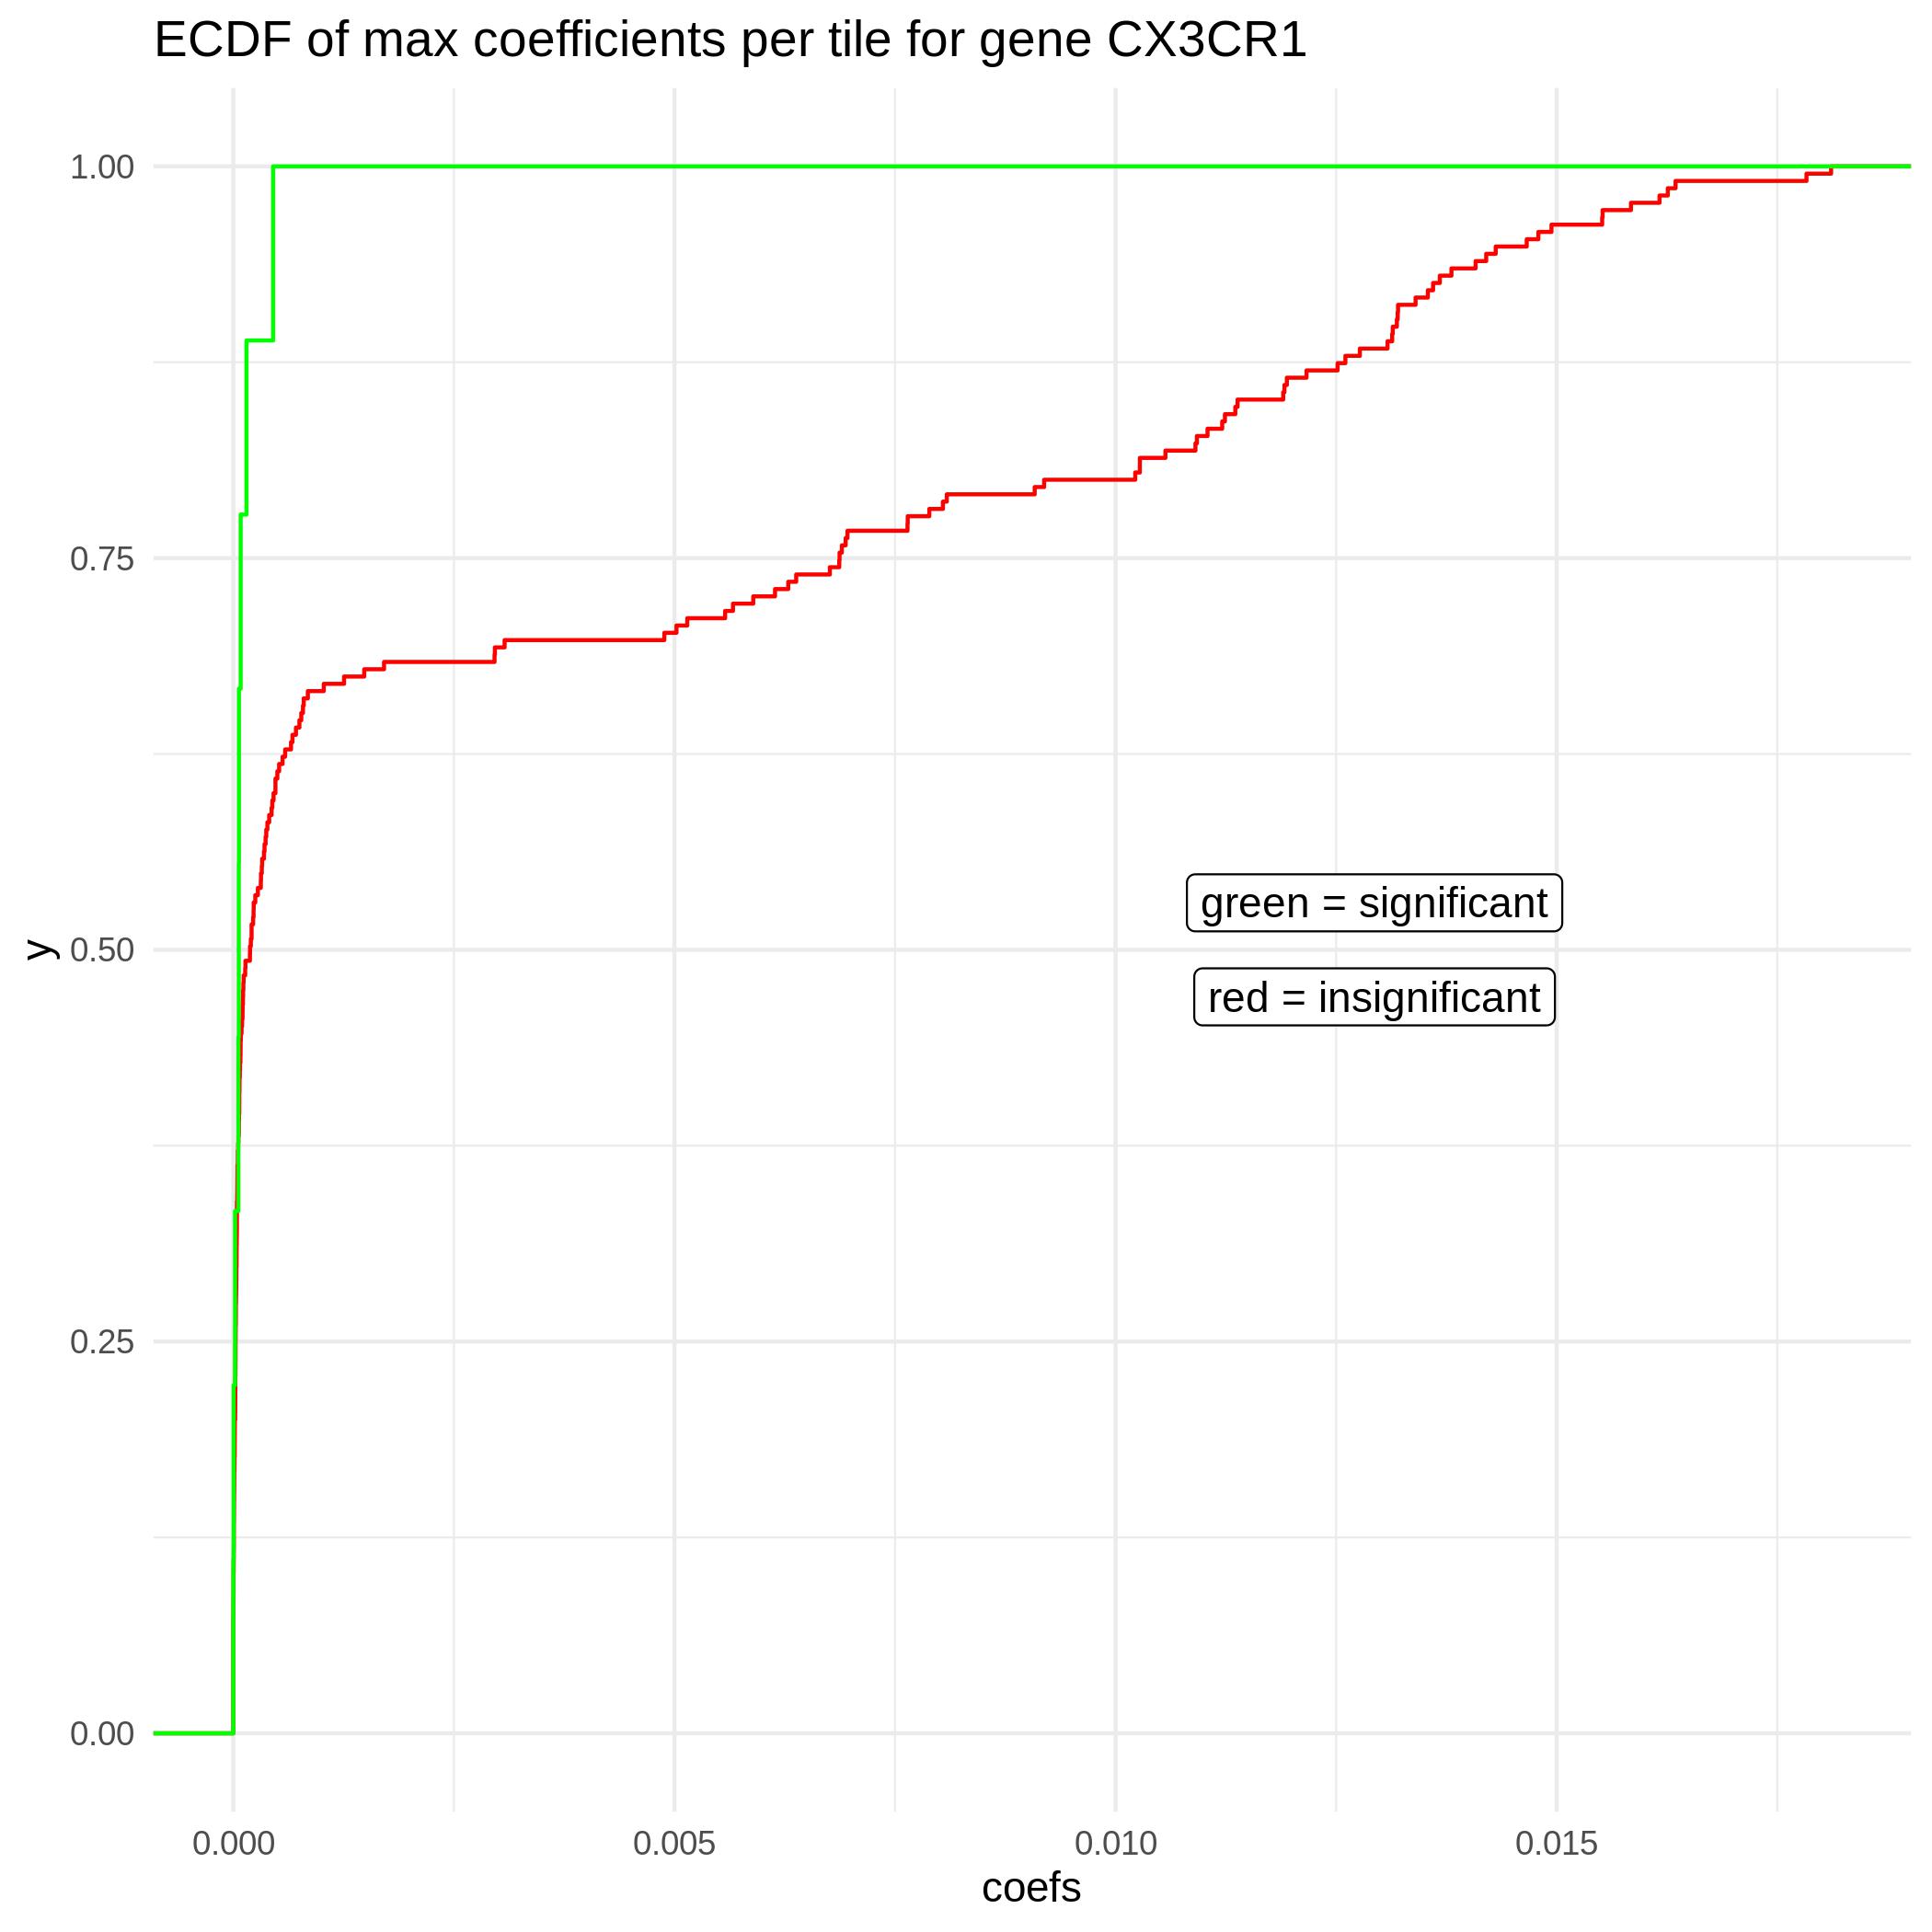 ECDF of max coefficients per tile for gene CX3CR1
1.00
0.75
0.50
0.25
0.00
y
green = significant
red = insignificant
0.000 0.005 0.010 0.015
coefs